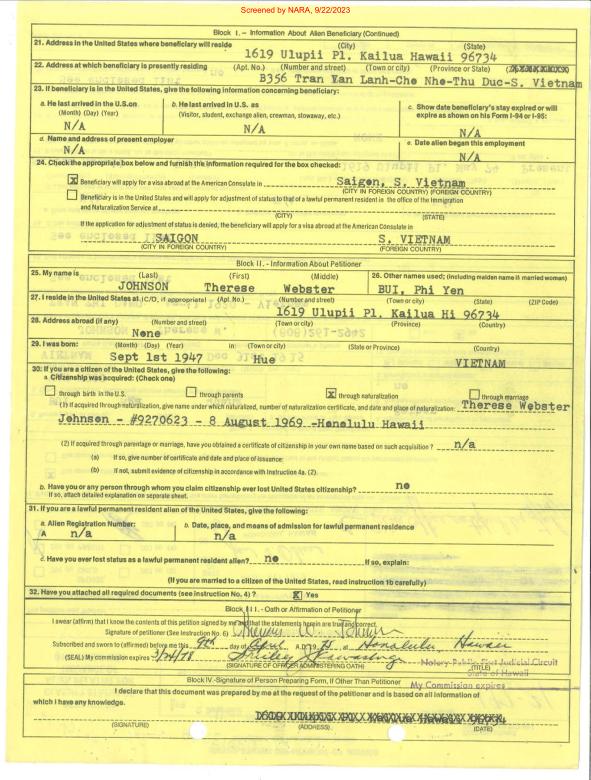 Screened by NARA, 9/22/2023
Block I. - Information About Alien Beneficiary (Continued)
21. Address in the United States where beneficiary will reside (City) (State)
1619 Ulupii Pl. Kailua Hawaii 96734
22. Address at which beneficiary is presently residing (Apt. No.) (Number and street) (Town or city) (Province or State)
B356 Tran Van Lanh-Cho Nho-Thu Duc-S. Vietnam
23. If beneficiary is in the United States, give the following information concerning beneficiary:
a. He last arrived in the U.S. on b. He last arrived in U.S. as c. Show date beneficiary's stay expired or will
(Month) (Day) (Year) (Visitor, student, exchange alien, crewman, stowaway, etc.) expire as shown on his Form I-94 or I-95:
N/A N/A N/A
d. Name and address of present employer e. Date alien began this employment
N/A N/A
24. Check the appropriate box below and furnish the information required for the box checked:
X Beneficiary will apply for a visa abroad at the American Consulate in Saigon, S. Vietnam
(CITY IN FOREIGN COUNTRY) (FOREIGN COUNTRY)
Beneficiary is in the United States and will apply for adjustment of status to that of a lawful permanent resident in the office of the Immigration
and Naturalization Service at
(CITY) (STATE)
If the application for adjustment of status is denied, the beneficiary will apply for a visa abroad at the American Consulate in
SAIGON S. VIETNAM
(CITY IN FOREIGN COUNTRY) (FOREIGN COUNTRY)
Block II. - Information About Petitioner
25. My name is (Last) (First) (Middle) 26. Other names used; (including maiden name if married woman)
JOHNSON Therese Webster BUI, Phi Yen
27. I reside in the United States at: (C/O, if appropriate) (Apt. No.) (Number and street) (Town or city) (State) (ZIP Code)
1619 Ulupii Pl. Kailua Hi 96734
28. Address abroad (if any) (Number and street) (Town or city) (Province) (Country)
None
29. I was born: (Month) (Day) (Year) in: (Town or city) (State or Province) (Country)
Sept 1st 1947 Hue VIETNAM
30. If you are a citizen of the United States, give the following:
a. Citizenship was acquired: (Check one)
through birth in the U.S. through parents X through naturalization through marriage
(1) If acquired through naturalization, give name under which naturalized, number of naturalization certificate, and date and place of naturalization: Therese Webster
Johnson - #9270623 - 8 August 1969 -Honolulu Hawaii
(2) If acquired through parentage or marriage, have you obtained a certificate of citizenship in your own name based on such acquisition? n/a
(a) If so, give number of certificate and date and place of issuance:
(b) If not, submit evidence of citizenship in accordance with Instruction 4a. (2).
b. Have you or any person through whom you claim citizenship ever lost United States citizenship? no
If so, attach detailed explanation on separate sheet.
31. If you are a lawful permanent resident alien of the United States, give the following:
a. Alien Registration Number: b. Date, place, and means of admission for lawful permanent residence
A n/a n/a
c. Have you ever lost status as a lawful permanent resident alien? no If so, explain:
(If you are married to a citizen of the United States, read instruction 1b carefully)
32. Have you attached all required documents (see Instruction No. 4)? X Yes
Block III. - Oath or Affirmation of Petitioner
I swear (affirm) that I know the contents of this petition signed by me and that the statements herein are true and correct.
Signature of petitioner (See Instruction No. 6)
Subscribed and sworn to (affirmed) before me this 9th day of April A.D. 19 75 at Honolulu, Hawaii
(SEAL) My commission expires
(SIGNATURE OF OFFICER ADMINISTERING OATH) (TITLE)
Notary Public, First Judicial Circuit
State of Hawaii
Block IV.-Signature of Person Preparing Form, If Other Than Petitioner
My Commission expires
I declare that this document was prepared by me at the request of the petitioner and is based on all information of
which I have any knowledge.
(SIGNATURE) (ADDRESS) (DATE)